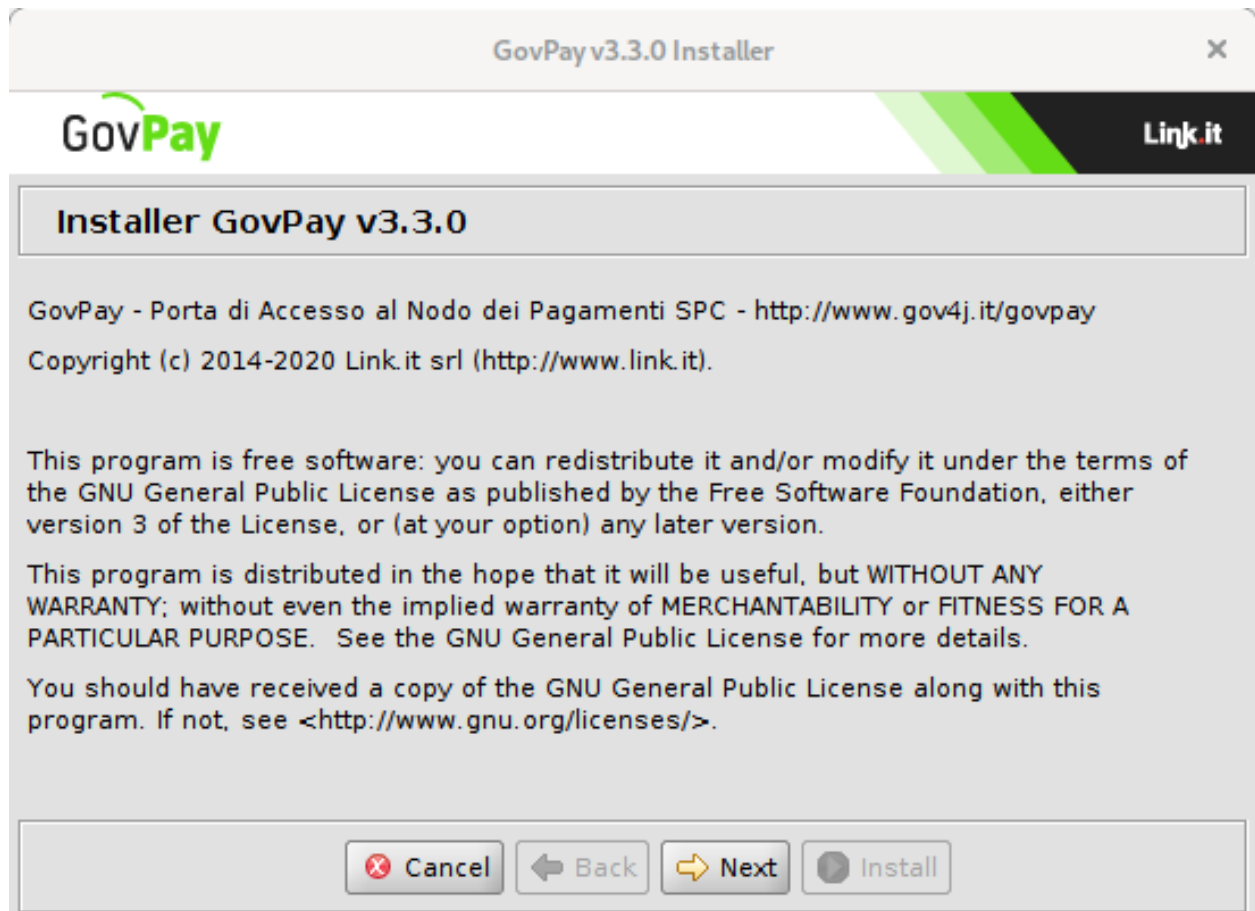 GovPay v3.3.0 Installer
GovPay
Link.it
Installer GovPay v3.3.0
GovPay - Porta di Accesso al Nodo dei Pagamenti SPC - http://www.gov4j.it/govpay
Copyright (c) 2014-2020 Link.it srl (http://www.link.it).
This program is free software: you can redistribute it and/or modify it under the terms of
the GNU General Public License as published by the Free Software Foundation, either
version 3 of the License, or (at your option) any later version.
This program is distributed in the hope that it will be useful, but WITHOUT ANY
WARRANTY; without even the implied warranty of MERCHANTABILITY or FITNESS FOR A
PARTICULAR PURPOSE.  See the GNU General Public License for more details.
You should have received a copy of the GNU General Public License along with this
program. If not, see <http://www.gnu.org/licenses/>.
Cancel Back Next Install